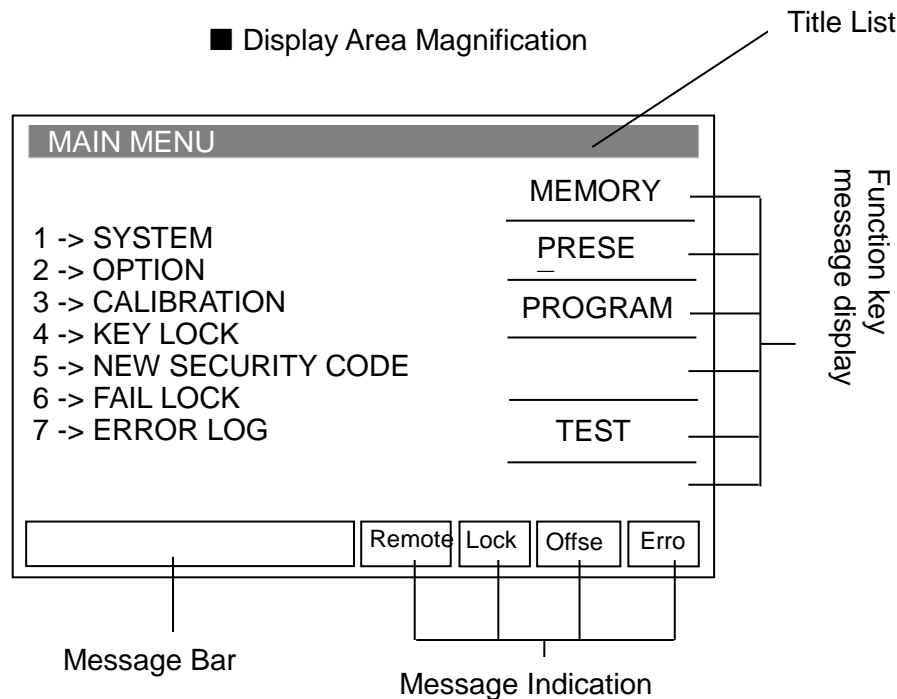 ■ Display Area Magnification
Title List
MAIN MENU
MEMORY
1 -> SYSTEM
PRESE
2 -> OPTION
3 -> CALIBRATION
PROGRAM
4 -> KEY LOCK
5 -> NEW SECURITY CODE
6 -> FAIL LOCK
7 -> ERROR LOG
TEST
Function key
message display
Remote
Lock
Offse
Erro
Message Bar
Message Indication